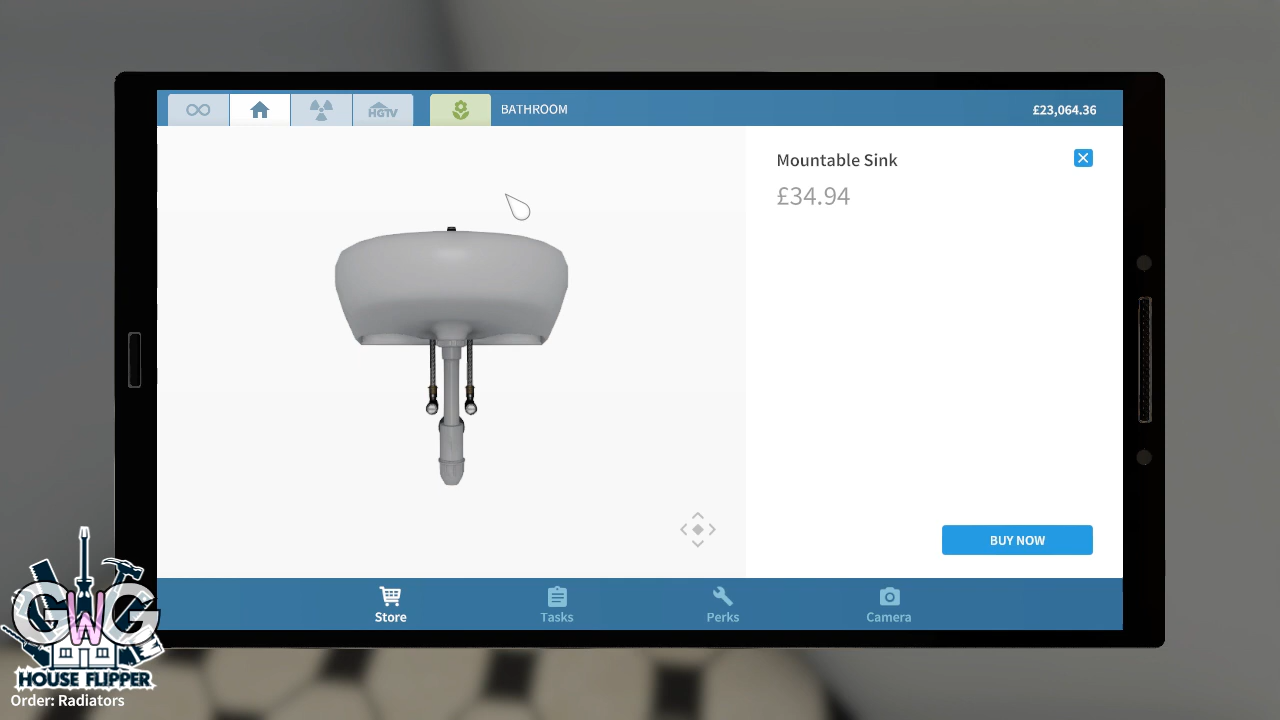 HGTV
BATHROOM
£23,064.36
Mountable Sink
£34.94
BUY NOW
Store
Tasks
Perks
Camera
GWG
HOUSE FLIPPER
Order: Radiators